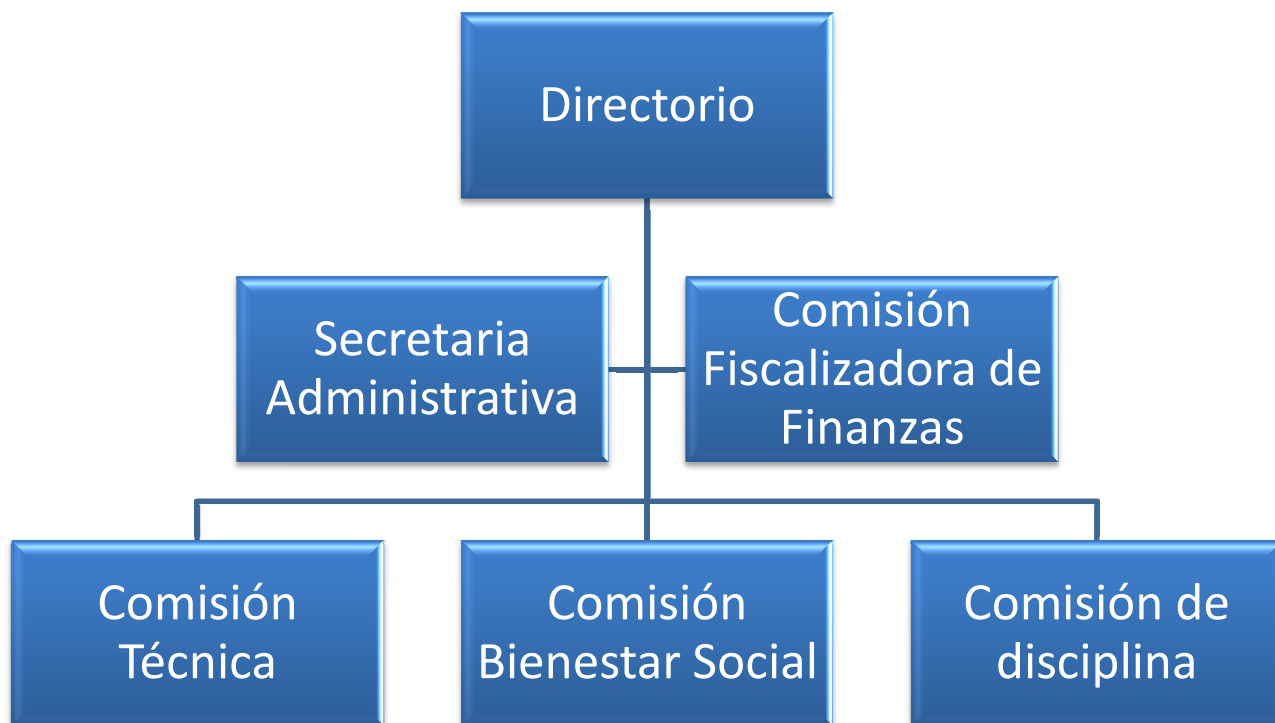 Directorio
Secretaria
Administrativa
Comisión
Fiscalizadora de
Finanzas
Comisión
Técnica
Comisión
Bienestar Social
Comisión de
disciplina